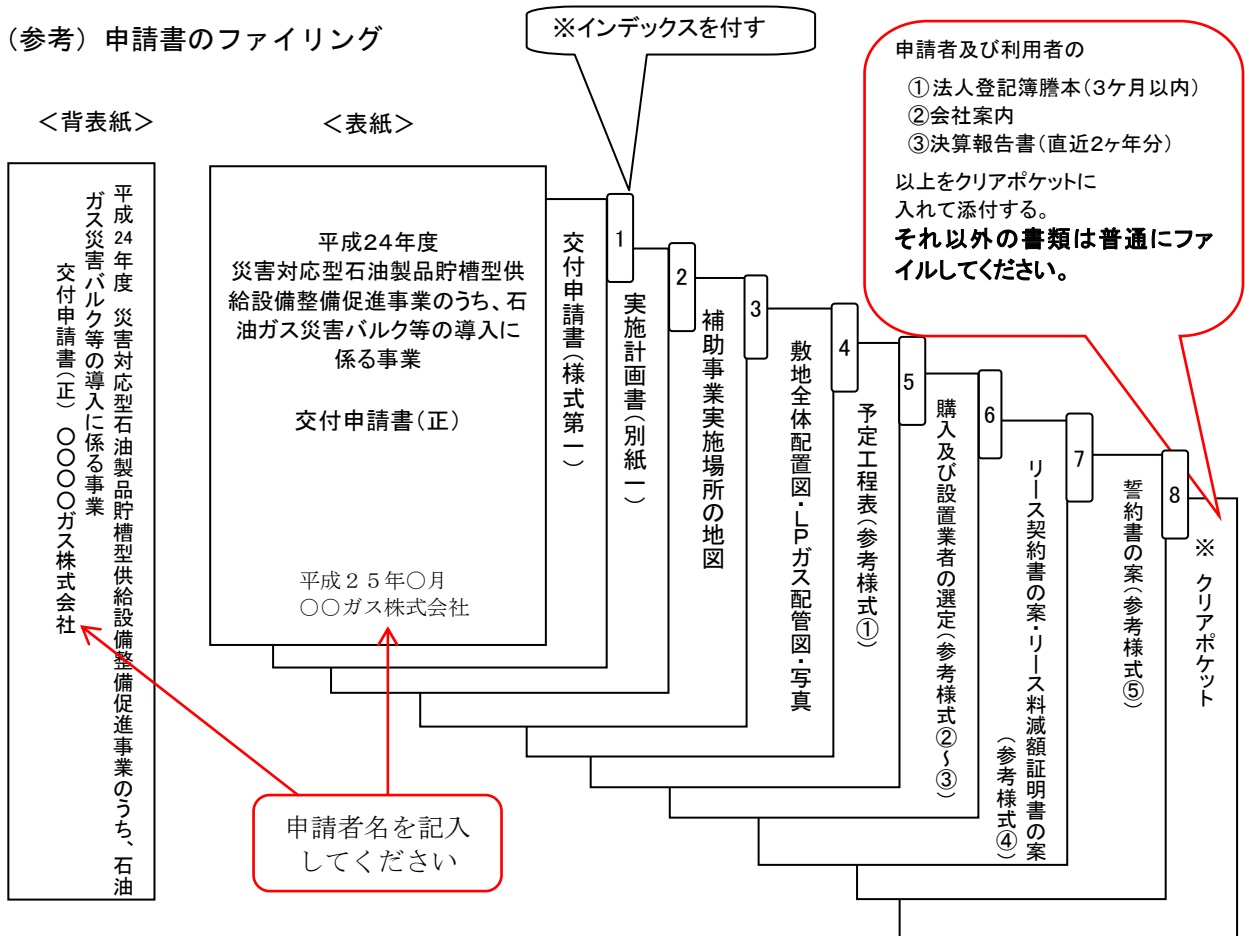 (参考) 申請書のファイリング
※インデックスを付す
申請者及び利用者の
①法人登記簿謄本(3ケ月以内)
②会社案内
③決算報告書(直近2ヶ年分)
以上をクリアポケットに
入れて添付する。
それ以外の書類は普通にファ
イルしてください。
<背表紙>
<表紙>
平成24年度 災害対応型石油製品貯槽型供給設備整備促進事業のうち、石油
ガス災害バルク等の導入に係る事業
交付申請書(正) 〇〇〇〇ガス株式会社
平成24年度
災害対応型石油製品貯槽型供
給設備整備促進事業のうち、石
油ガス災害バルク等の導入に
係る事業
交付申請書(正)
平成25年〇月
〇〇ガス株式会社
交付申請書(様式第一)
1
実施計画書(別紙一)
2
補助事業実施場所の地図
3
敷地全体配置図・LPガス配管図・写真
4
予定工程表(参考様式①)
5
購入及び設置業者の選定(参考様式②~③)
6
リース契約書の案・リース料減額証明書の案
(参考様式④)
7
誓約書の案(参考様式⑤)
8
※ クリアポケット
申請者名を記入
してください